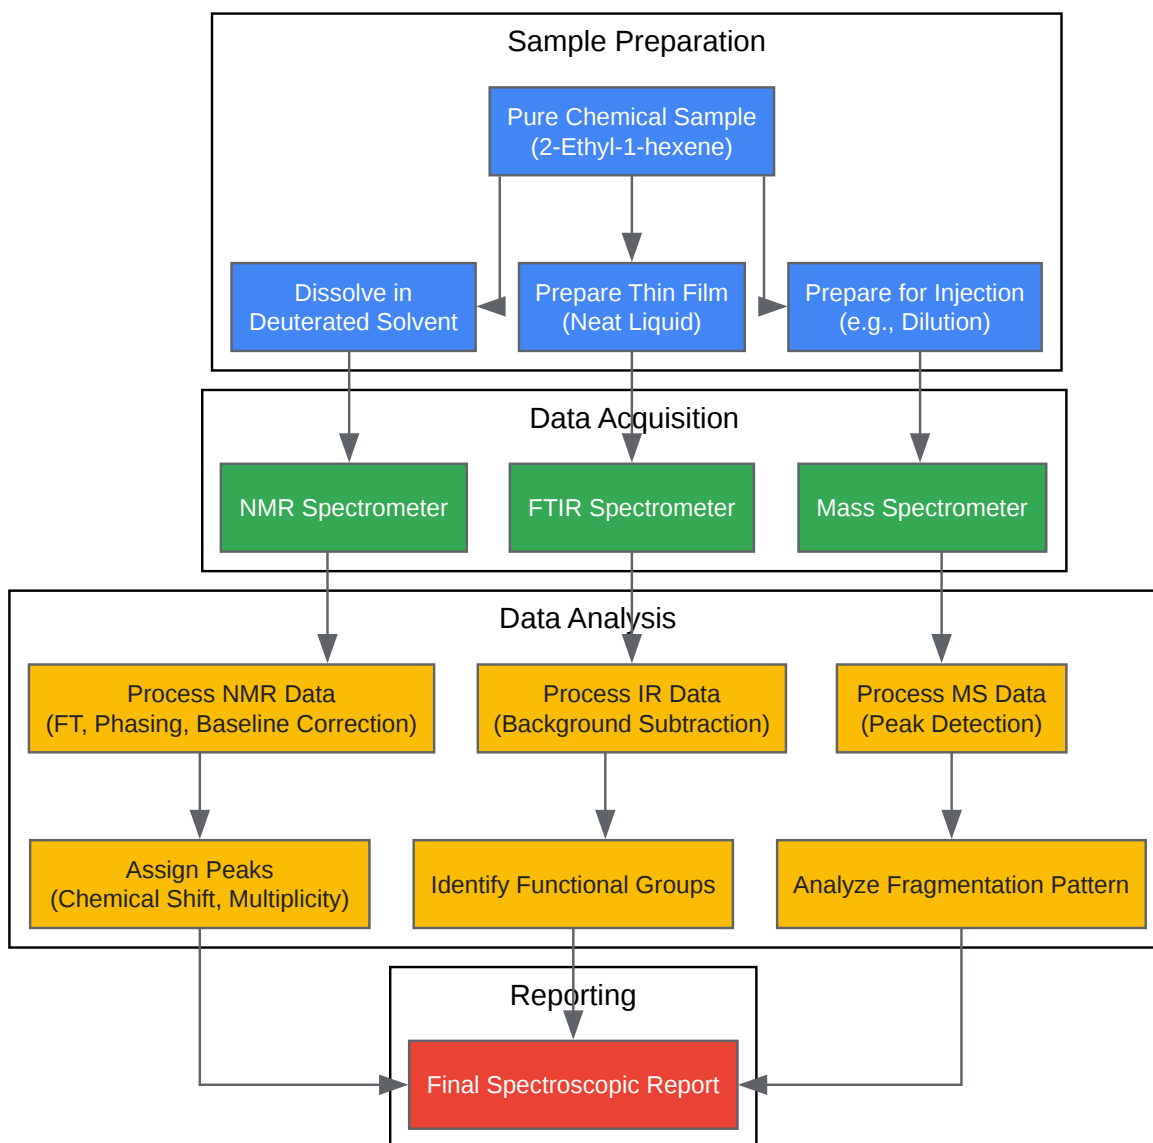 Sample Preparation
Pure Chemical Sample
(2-Ethyl-1-hexene)
Dissolve in
Deuterated Solvent
Prepare Thin Film
(Neat Liquid)
Prepare for Injection
(e.g., Dilution)
Data Acquisition
NMR Spectrometer
FTIR Spectrometer
Mass Spectrometer
Data Analysis
Process NMR Data
(FT, Phasing, Baseline Correction)
Process IR Data
(Background Subtraction)
Process MS Data
(Peak Detection)
Assign Peaks
(Chemical Shift, Multiplicity)
Identify Functional Groups
Analyze Fragmentation Pattern
Reporting
Final Spectroscopic Report